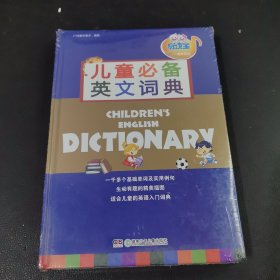 儿童必备
英文词典
CHILDREN'S
ENGLISH
DICTIONARY
一千多个基础单词及实用例句
生动有趣的精美插图
适合儿童的英语入门词典